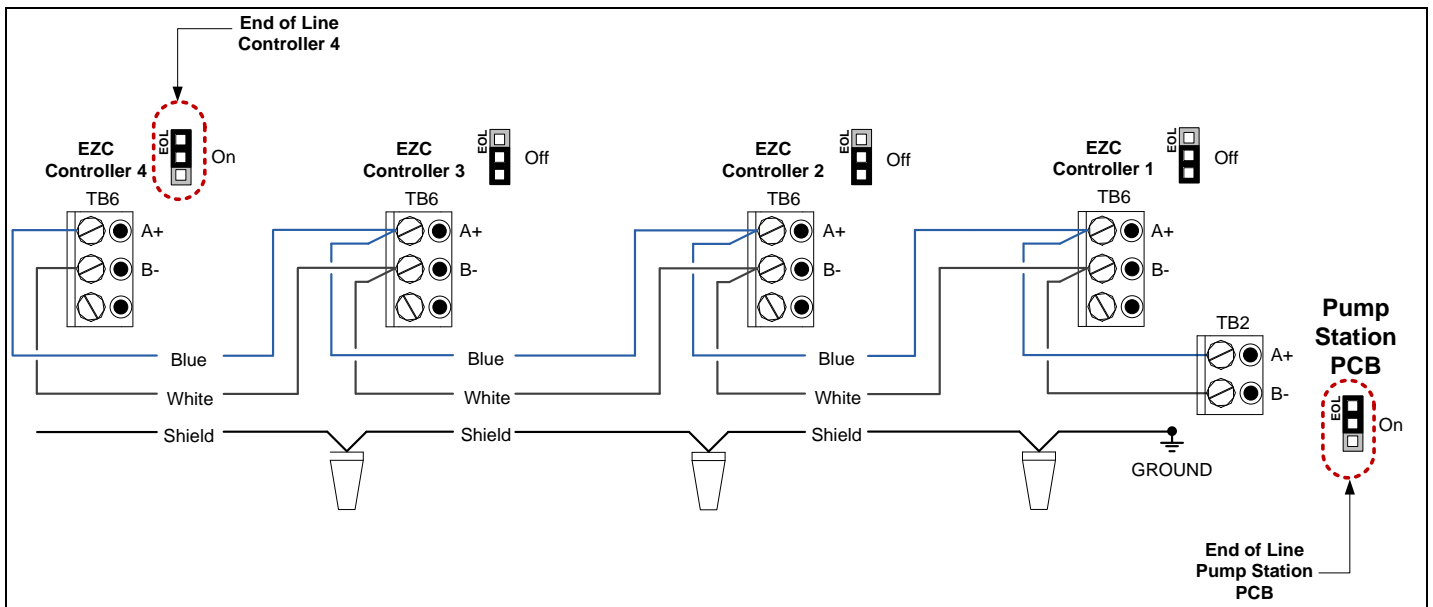 End of Line
Controller 4
EZC
Controller 4
EOL
On
TB6
A+
B-
EZC
Controller 3
EOL
Off
TB6
A+
B-
EZC
Controller 2
EOL
Off
TB6
A+
B-
EZC
Controller 1
EOL
Off
TB6
A+
B-
Pump
Station
PCB
TB2
A+
B-
EOL
On
Blue
Blue
Blue
White
White
White
Shield
Shield
Shield
GROUND
End of Line
Pump Station
PCB